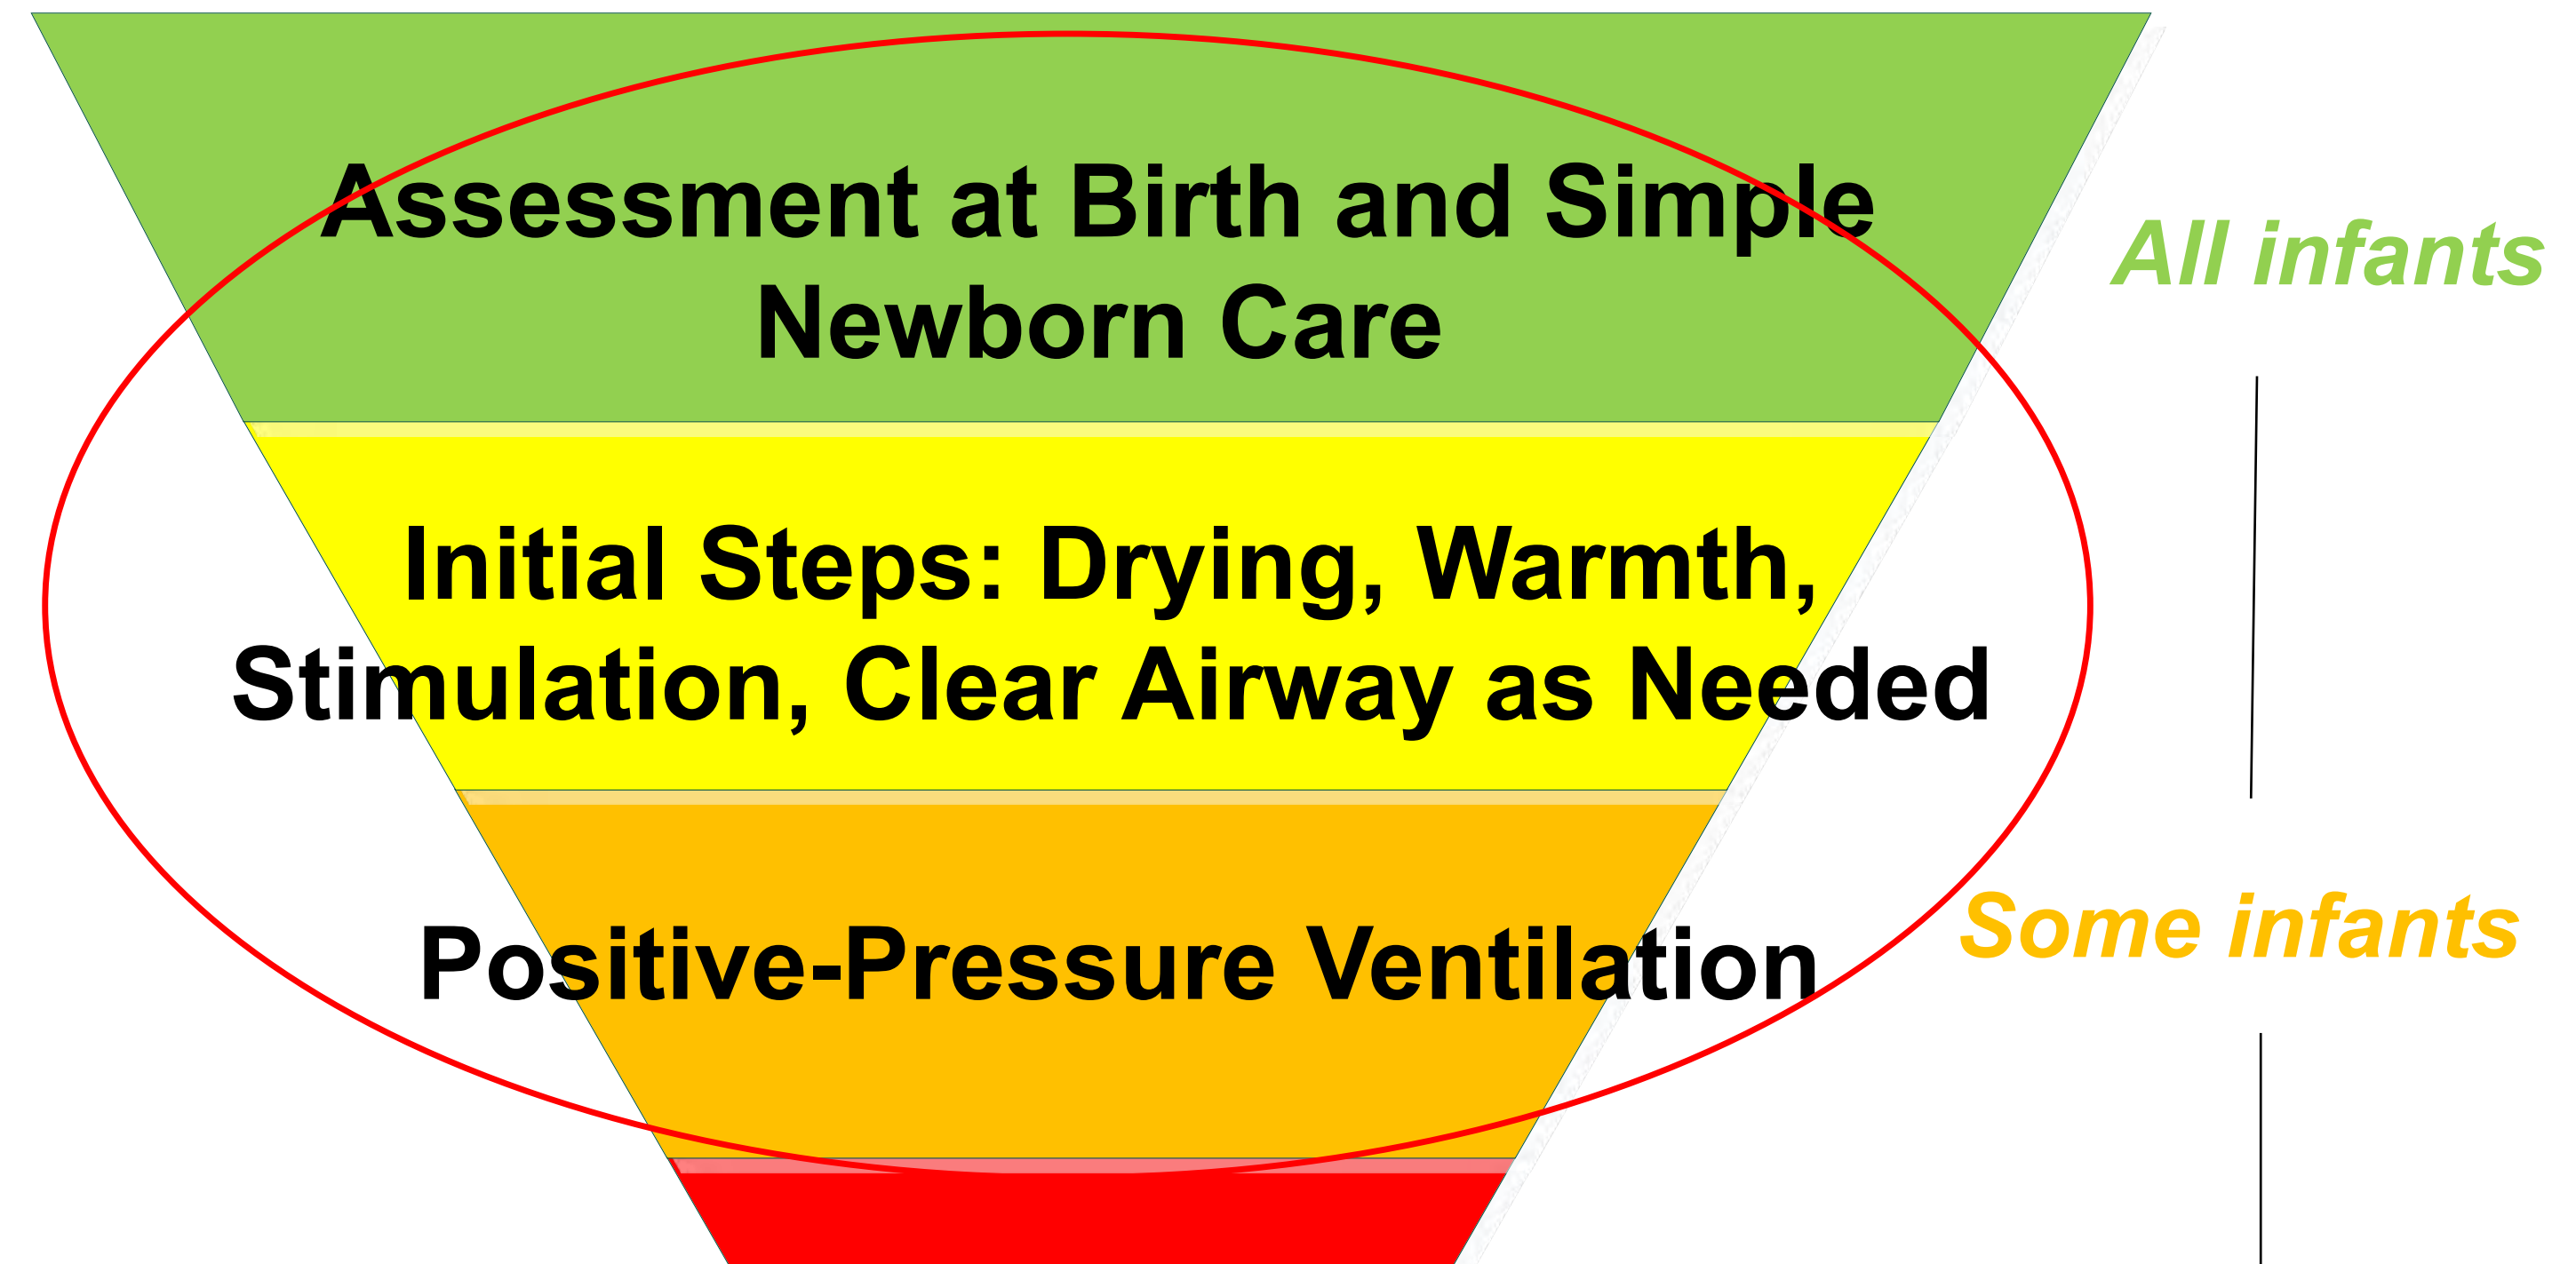 Assessment at Birth and Simple
Newborn Care
All infants
Initial Steps: Drying, Warmth,
Stimulation, Clear Airway as Needed
Positive-Pressure Ventilation
Some infants